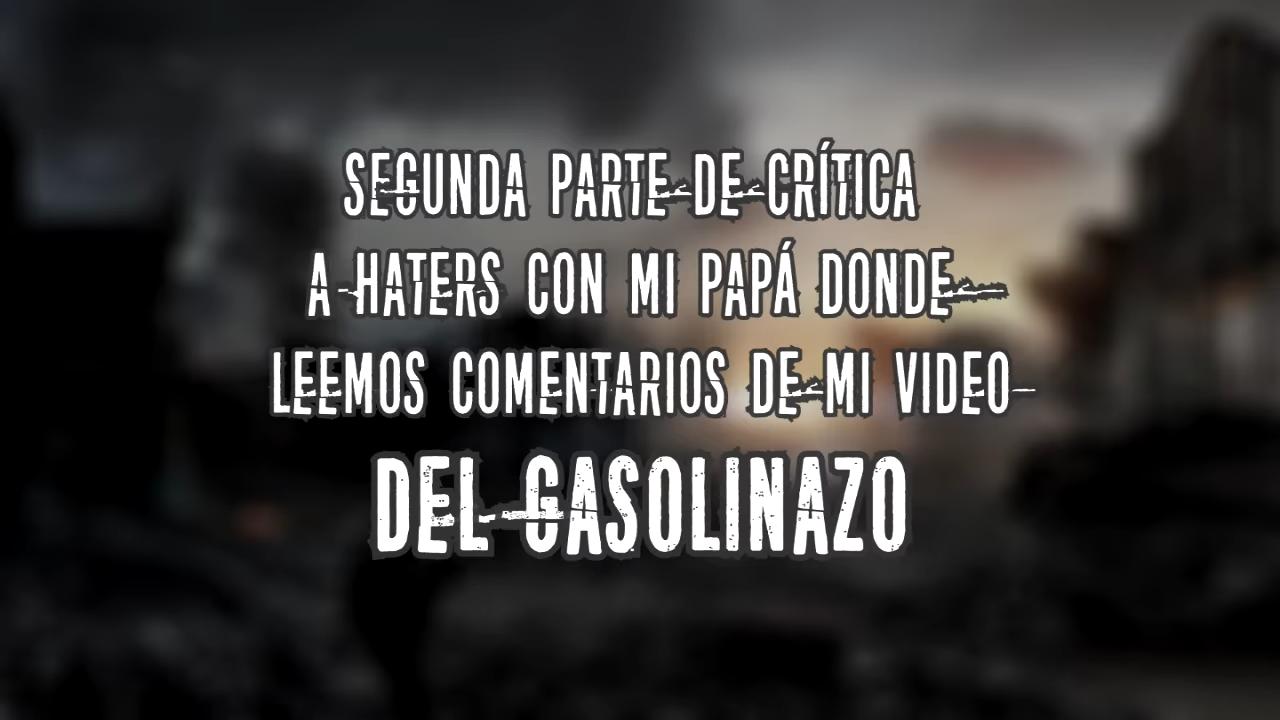 SEGUNDA PARTE DE CRÍTICA
A HATERS CON MI PAPÁ DONDE
LEEMOS COMENTARIOS DE MI VIDEO
DEL GASOLINAZO